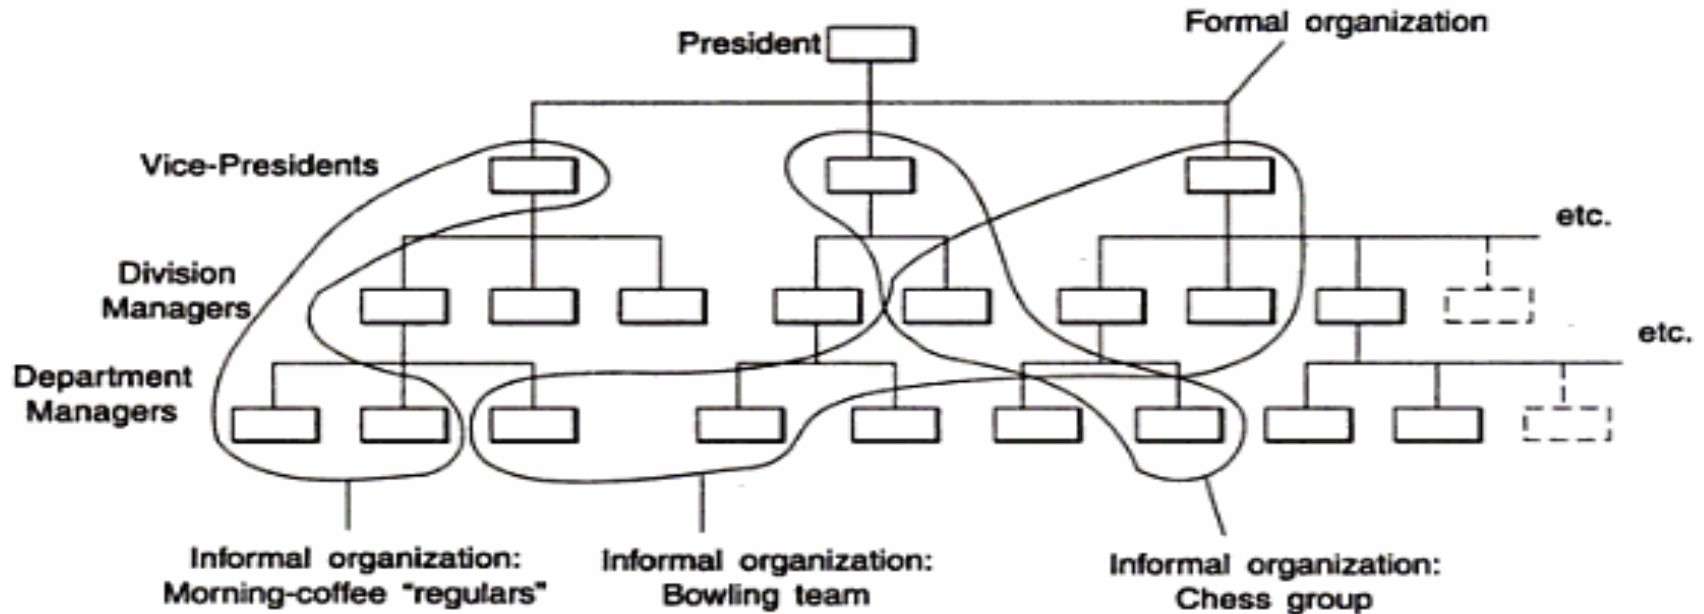 Formal organization
President
Vice-Presidents
etc.
Division
Managers
etc.
Department
Managers
Informal organization:
Morning-coffee "regulars"
Informal organization:
Bowling team
Informal organization:
Chess group